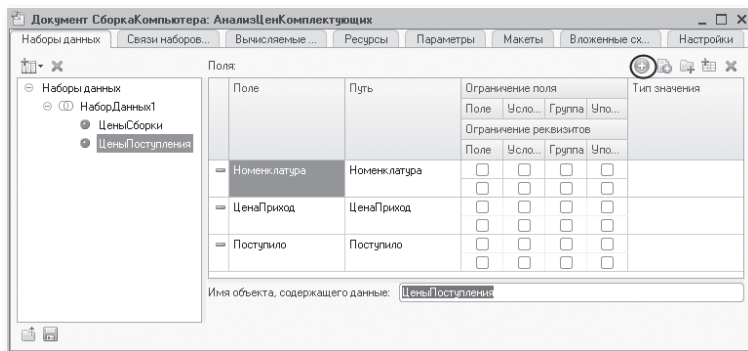 Документ СборкаКомпьютера: АнализЦенКомплектующих
Наборы данных Связи наборов... Вычисляемые ... Ресурсы Параметры Макеты Вложенные сх... Настройки
Поля:
Наборы данных
НаборДанных1
ЦеныСборки
ЦеныПоступления
Поле Путь Ограничение поля Тип значения
Поле Усло... Группа Упо...
Ограничение реквизитов
Поле Усло... Группа Упо...
Номенклатура Номенклатура
ЦенаПриход ЦенаПриход
Поступило Поступило
Имя объекта, содержащего данные: ЦеныПоступления